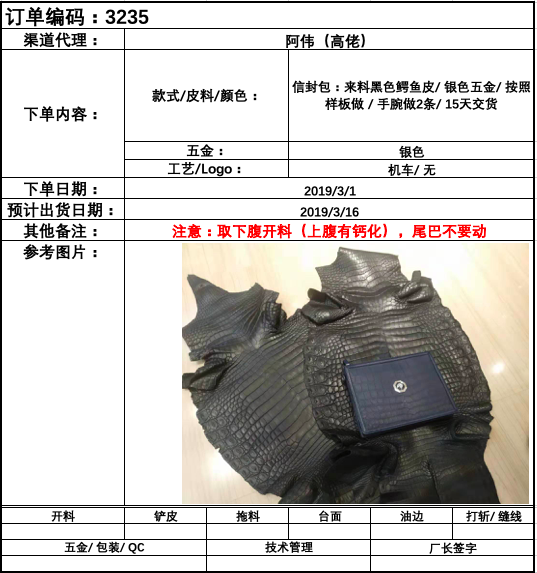 订单编码：3235
渠道代理：
阿伟（高佬）
下单内容：
款式/皮料/颜色：
信封包：来料黑色鳄鱼皮/ 银色五金/ 按照
样板做 / 手腕做2条/ 15天交货
五金：
银色
工艺/Logo：
机车/ 无
下单日期：
2019/3/1
预计出货日期：
2019/3/16
其他备注：
注意：取下腹开料（上腹有钙化），尾巴不要动
参考图片：
开料
铲皮
拖料
台面
油边
打斩/ 缝线
五金/ 包装/ QC
技术管理
厂长签字